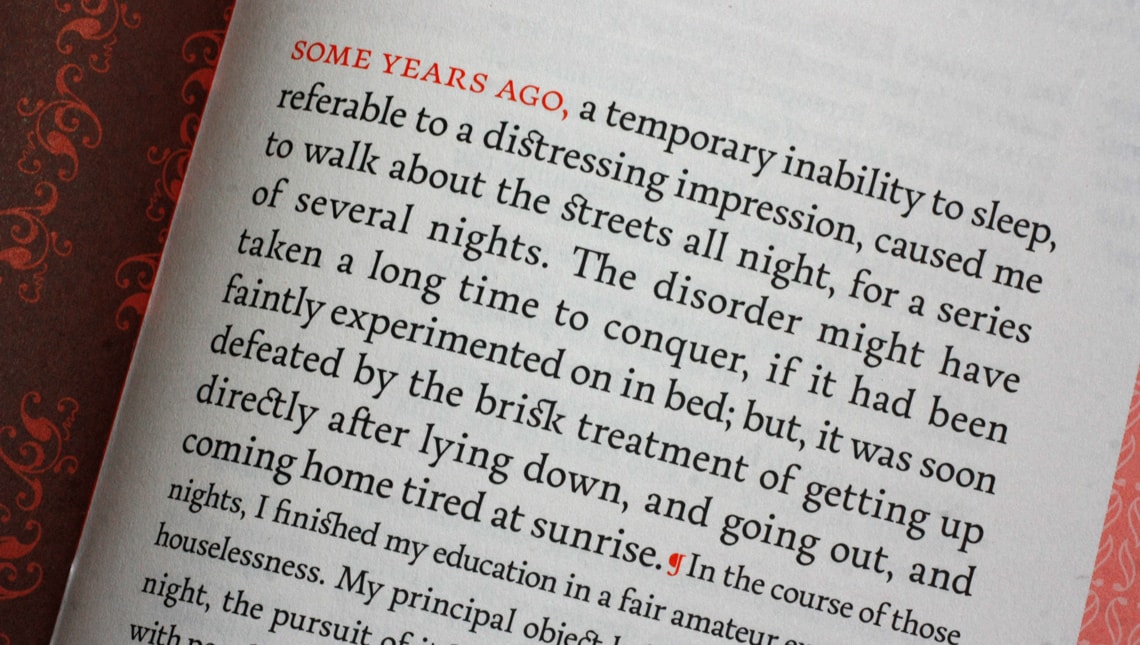 SOME YEARS AGO, a temporary inability to sleep,
referable to a distressing impression, caused me
to walk about the streets all night, for a series
of several nights. The disorder might have
taken a long time to conquer, if it had been
faintly experimented on in bed; but, it was soon
defeated by the brisk treatment of getting up
directly after lying down, and going out, and
coming home tired at sunrise. ¶ In the course of those
nights, I finished my education in a fair amateur
houselessness. My principal object
night, the pursuit of
with